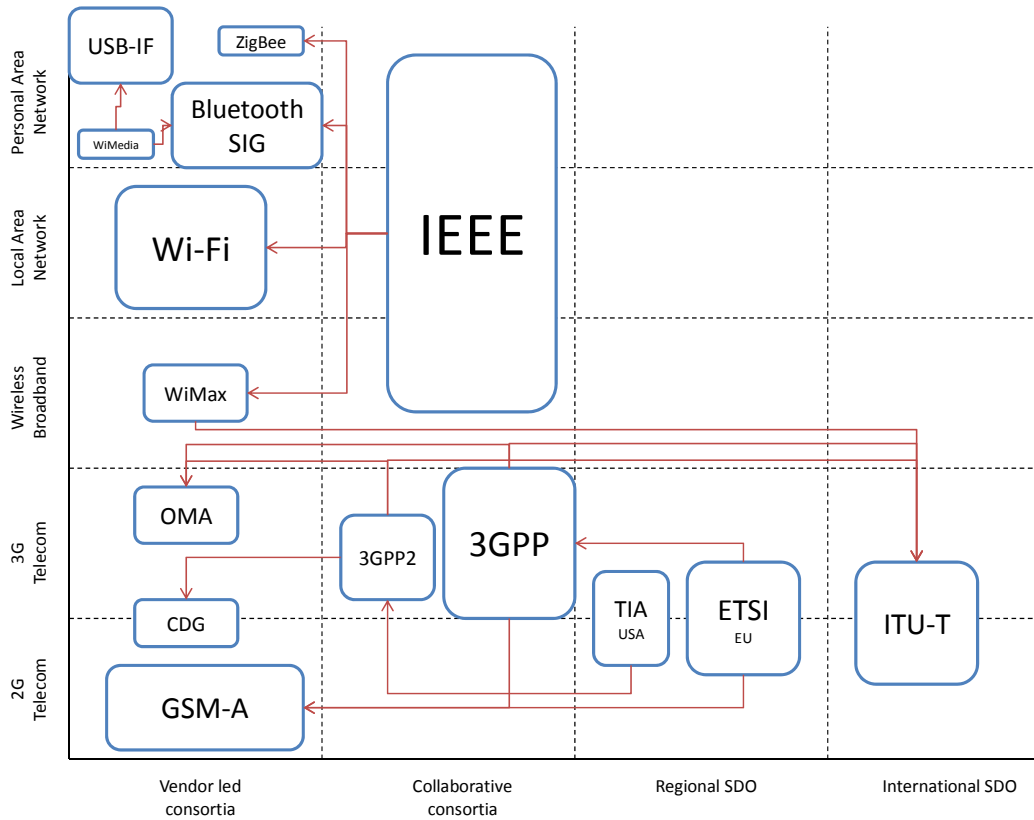 Personal Area
Network
USB-IF
ZigBee
WiMedia
Bluetooth
SIG
Local Area
Network
Wi-Fi
IEEE
Wireless
Broadband
WiMax
3G
Telecom
OMA
3GPP2
3GPP
CDG
TIA
USA
ETSI
EU
ITU-T
2G
Telecom
GSM-A
Vendor led
consortia
Collaborative
consortia
Regional SDO
International SDO